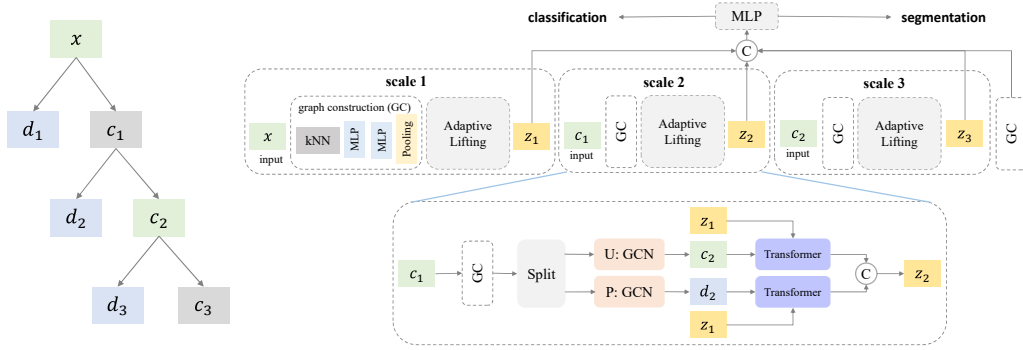 x
d₁
c₁
d₂
c₂
d₃
c₃
classification
MLP
segmentation
C
scale 1
scale 2
scale 3
graph construction (GC)
x
input
kNN
MLP
MLP
Pooling
Adaptive
Lifting
z₁
c₁
input
GC
Adaptive
Lifting
z₂
c₂
input
GC
Adaptive
Lifting
z₃
GC
z₁
c₁
GC
Split
U: GCN
c₂
Transformer
P: GCN
d₂
Transformer
C
z₂
z₁